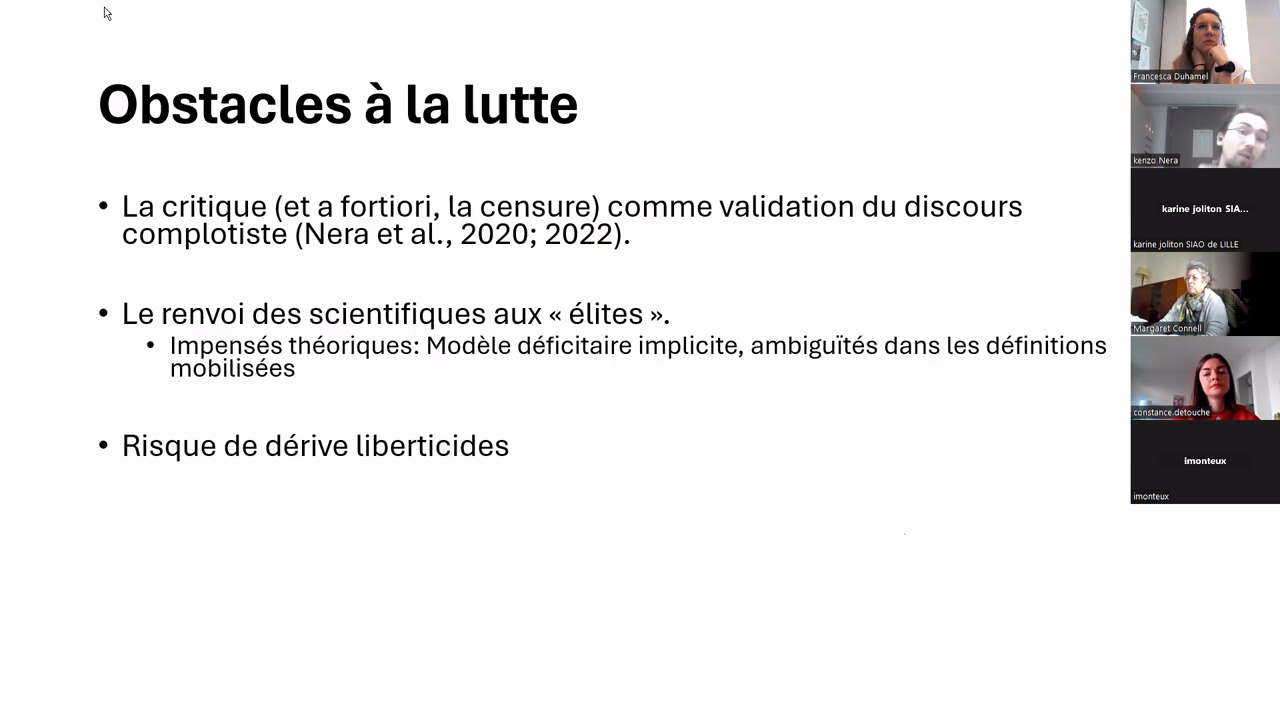 Obstacles à la lutte
• La critique (et a fortiori, la censure) comme validation du discours
complotiste (Nera et al., 2020; 2022).
• Le renvoi des scientifiques aux « élites ».
• Impensés théoriques: Modèle déficitaire implicite, ambiguïtés dans les définitions
mobilisées
• Risque de dérive liberticides
Francesca Duhamel
kenzo Nera
karine joliton SIA...
karine joliton SIAO de LILLE
Margaret Connell
constance.detouche
imonteux
imonteux